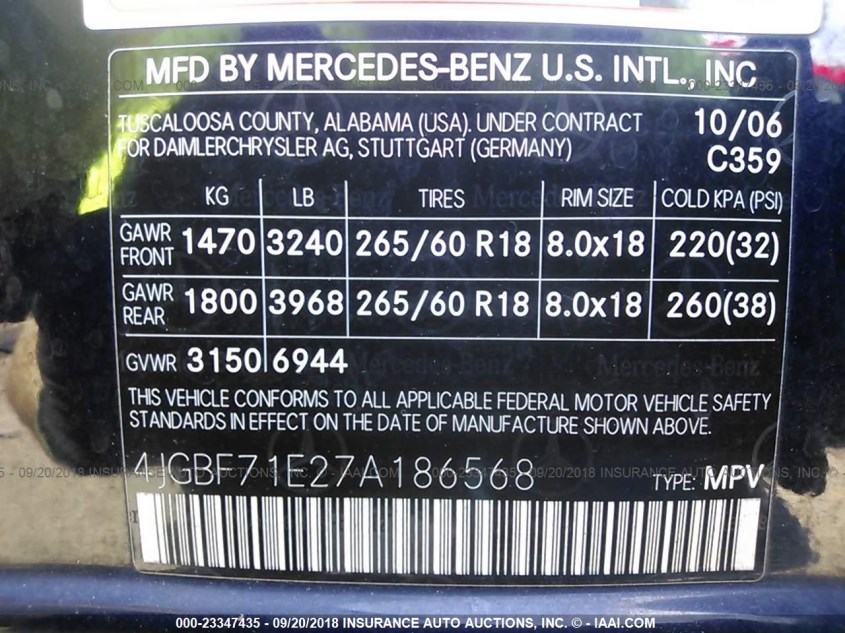 MFD BY MERCEDES-BENZ U.S. INTL., INC
TUSCALOOSA COUNTY, ALABAMA (USA). UNDER CONTRACT 10/06
FOR DAIMLERCHRYSLER AG, STUTTGART (GERMANY) C359
KG LB TIRES RIM SIZE COLD KPA (PSI)
GAWR FRONT 1470 3240 265/60 R18 8.0x18 220(32)
GAWR REAR 1800 3968 265/60 R18 8.0x18 260(38)
GVWR 3150 6944
THIS VEHICLE CONFORMS TO ALL APPLICABLE FEDERAL MOTOR VEHICLE SAFETY
STANDARDS IN EFFECT ON THE DATE OF MANUFACTURE SHOWN ABOVE.
4JGBF71E27A186568 TYPE: MPV
000-23347435 - 09/20/2018 - INSURANCE AUTO AUCTIONS, INC. © - IAAI.COM